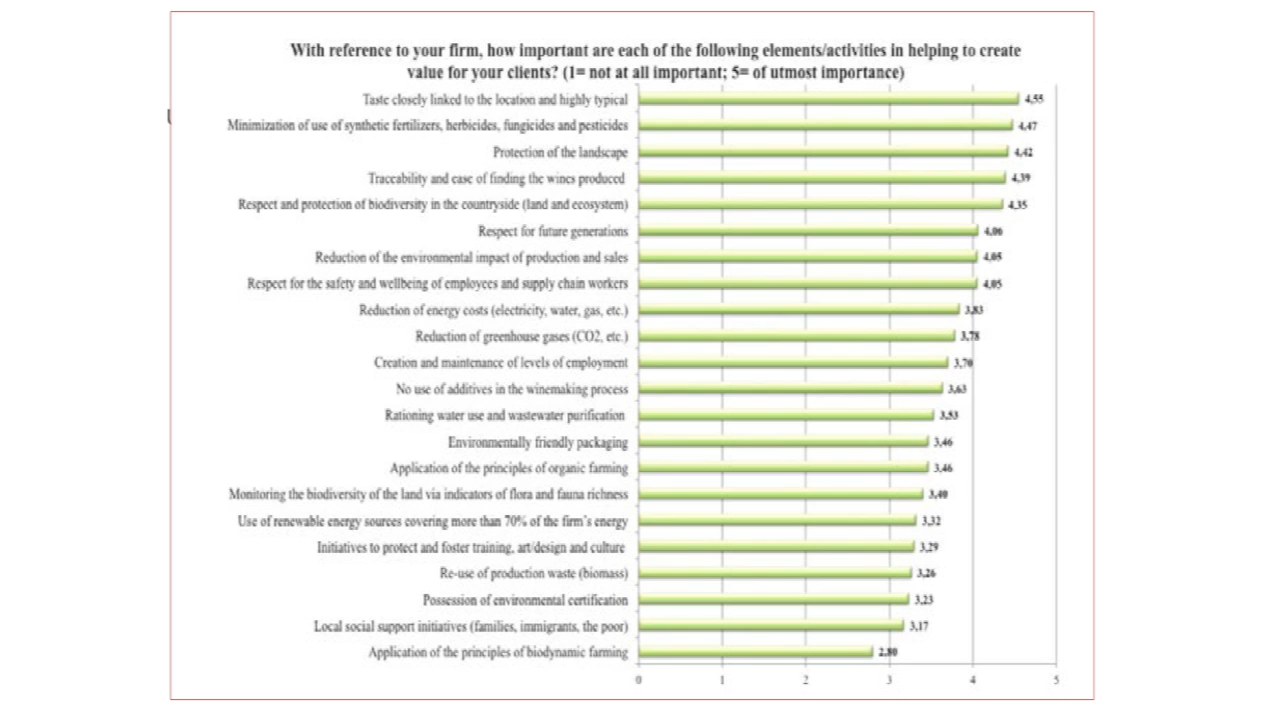 With reference to your firm, how important are each of the following elements/activities in helping to create
value for your clients? (1= not at all important; 5= of utmost importance)
Taste closely linked to the location and highly typical 4,55
Minimization of use of synthetic fertilizers, herbicides, fungicides and pesticides 4,47
Protection of the landscape 4,42
Traceability and ease of finding the wines produced 4,39
Respect and protection of biodiversity in the countryside (land and ecosystem) 4,35
Respect for future generations 4,06
Reduction of the environmental impact of production and sales 4,05
Respect for the safety and wellbeing of employees and supply chain workers 4,05
Reduction of energy costs (electricity, water, gas, etc.) 3,83
Reduction of greenhouse gases (CO2, etc.) 3,78
Creation and maintenance of levels of employment 3,70
No use of additives in the winemaking process 3,63
Rationing water use and wastewater purification 3,53
Environmentally friendly packaging 3,46
Application of the principles of organic farming 3,46
Monitoring the biodiversity of the land via indicators of flora and fauna richness 3,40
Use of renewable energy sources covering more than 70% of the firm's energy 3,32
Initiatives to protect and foster training, art/design and culture 3,29
Re-use of production waste (biomass) 3,26
Possession of environmental certification 3,23
Local social support initiatives (families, immigrants, the poor) 3,17
Application of the principles of biodynamic farming 2,80
0 1 2 3 4 5